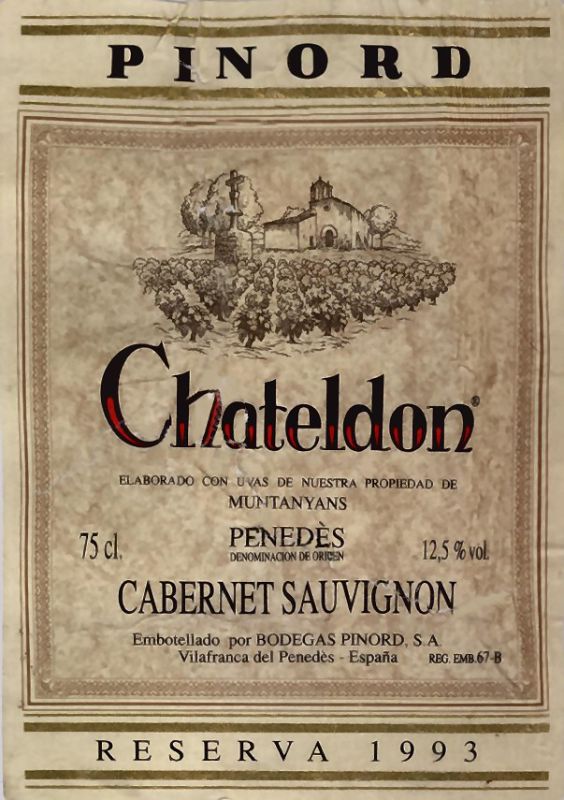 PINORD
Chateldon®
ELABORADO CON UVAS DE NUESTRA PROPIEDAD DE
MUNTANYANS
75 cl.
PENEDÈS
DENOMINACION DE ORIGEN
12,5 % vol.
CABERNET SAUVIGNON
Embotellado por BODEGAS PINORD, S.A.
Vilafranca del Penedès - España REG. EMB. 67-B
RESERVA 1993